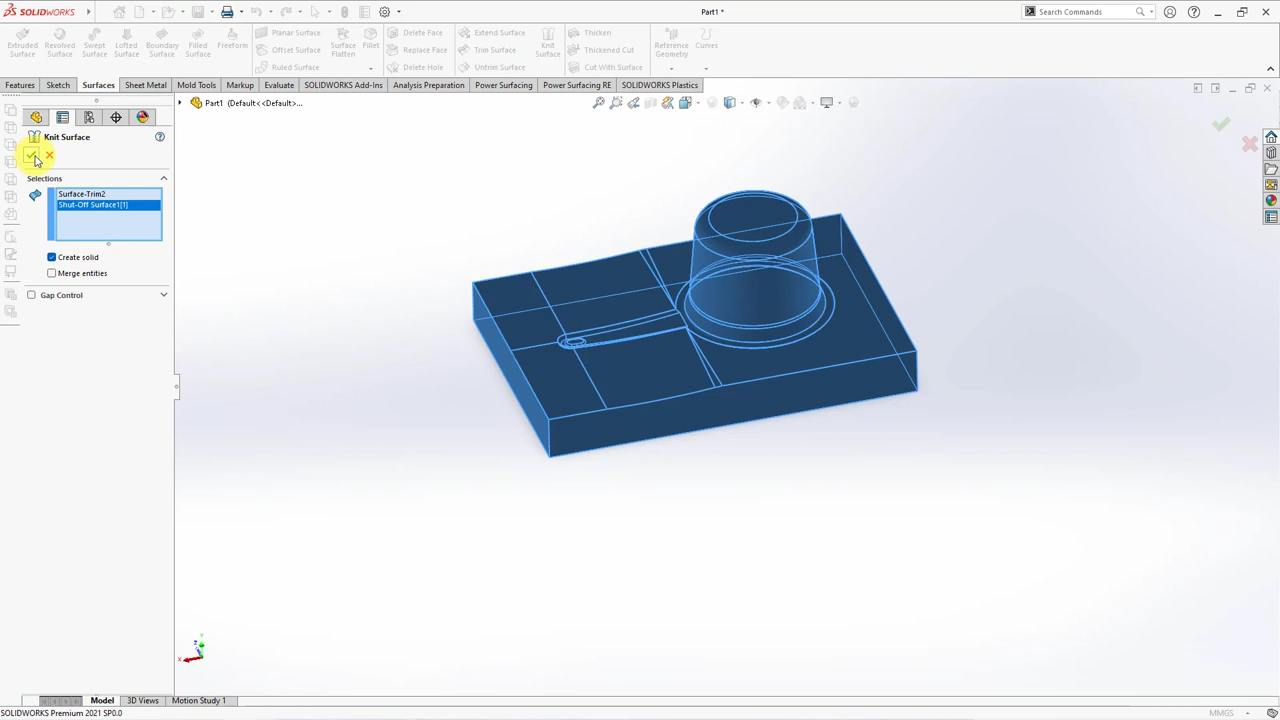 SOLIDWORKS
Part1 *
Search Commands
Extruded Surface
Revolved Surface
Swept Surface
Lofted Surface
Boundary Surface
Filled Surface
Freeform
Planar Surface
Offset Surface
Ruled Surface
Surface Flatten
Fillet
Delete Face
Replace Face
Delete Hole
Extend Surface
Trim Surface
Untrim Surface
Knit Surface
Thicken
Thickened Cut
Cut With Surface
Reference Geometry
Curves
Features
Sketch
Surfaces
Sheet Metal
Mold Tools
Markup
Evaluate
SOLIDWORKS Add-Ins
Analysis Preparation
Power Surfacing
Power Surfacing RE
SOLIDWORKS Plastics
Part1 (Default<<Default>...
Knit Surface
Selections
Surface-Trim2
Shut-Off Surface1[1]
Create solid
Merge entities
Gap Control
Y
Z
X
Model
3D Views
Motion Study 1
SOLIDWORKS Premium 2021 SP0.0
MMGS